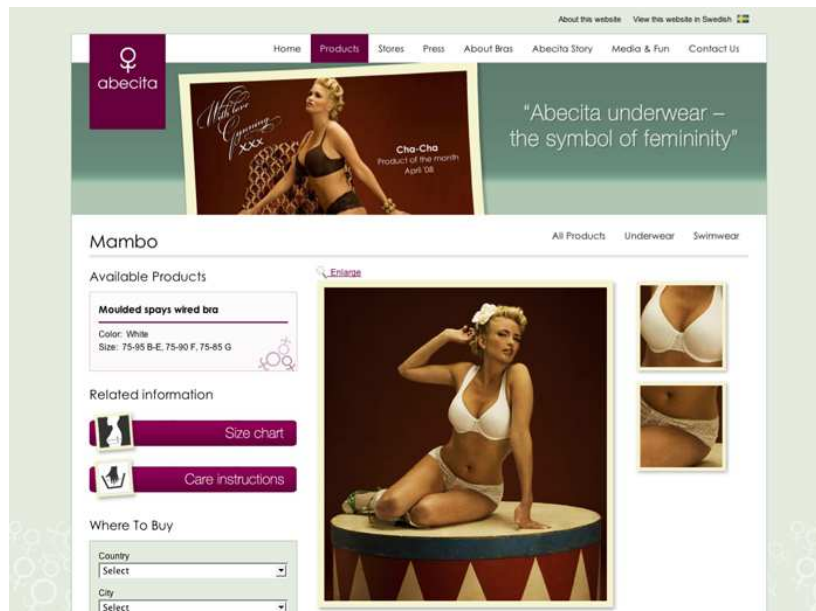 About this website View this website in Swedish
abecita
Home Products Stores Press About Bras Abecita Story Media & Fun Contact Us
With love
xxx
Cha-Cha
Product of the month
April '08
"Abecita underwear –
the symbol of femininity"
Mambo
All Products Underwear Swimwear
Available Products
Moulded spays wired bra
Color: White
Size: 75-95 B-E, 75-90 F, 75-85 G
Related information
Size chart
Care instructions
Where To Buy
Country
Select
City
Select
Enlarge